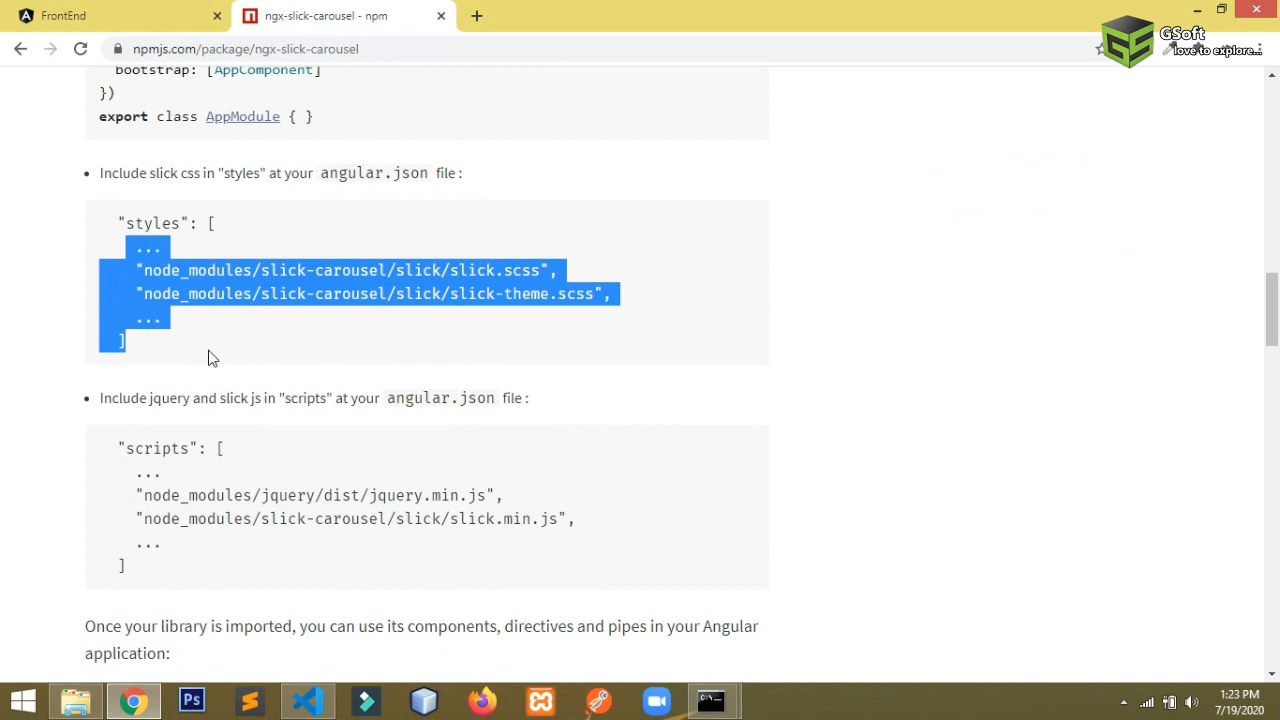 FrontEnd
ngx-slick-carousel - npm
npmjs.com/package/ngx-slick-carousel
GSoft
love to explore...
bootstrap: [AppComponent]
})
export class AppModule { }
• Include slick css in "styles" at your angular.json file :
"styles": [
...
"node_modules/slick-carousel/slick/slick.scss",
"node_modules/slick-carousel/slick/slick-theme.scss",
...
]
• Include jquery and slick js in "scripts" at your angular.json file :
"scripts": [
...
"node_modules/jquery/dist/jquery.min.js",
"node_modules/slick-carousel/slick/slick.min.js",
...
]
Once your library is imported, you can use its components, directives and pipes in your Angular
application:
Ps
1:23 PM
7/19/2020